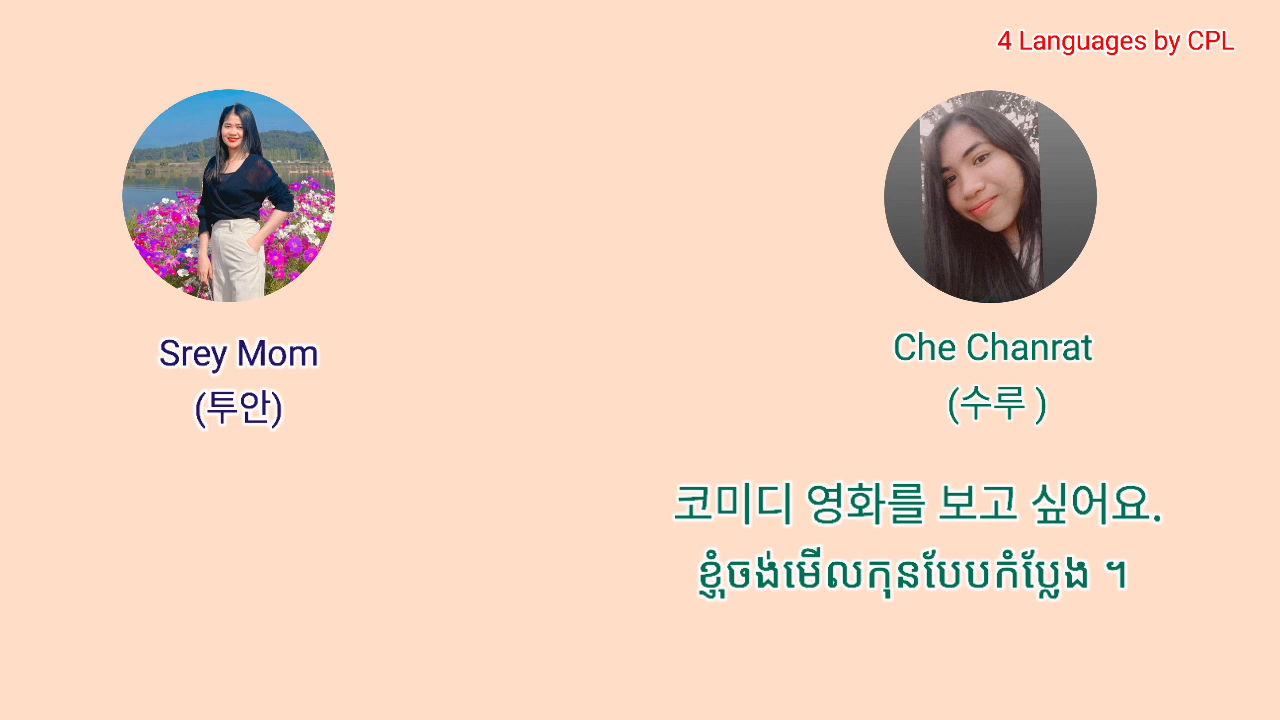 4 Languages by CPL
Srey Mom
(투안)
Che Chanrat
(수루 )
코미디 영화를 보고 싶어요.
ខ្ញុំចង់មើលកុនបែបកំប្លែង ។